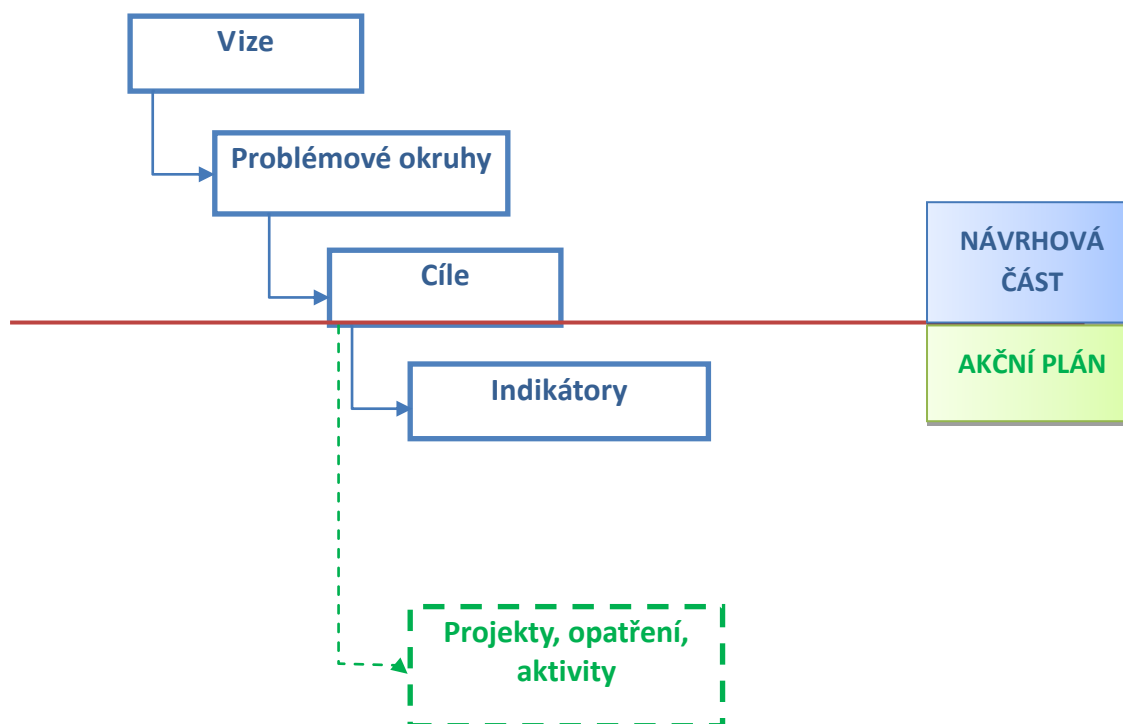 Vize
Problémové okruhy
Cíle
NÁVRHOVÁ
ČÁST
AKČNÍ PLÁN
Indikátory
Projekty, opatření,
aktivity